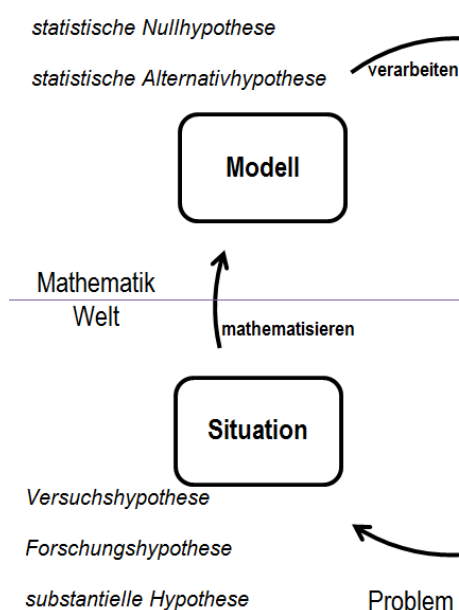 statistische Nullhypothese
statistische Alternativhypothese
verarbeiten
Modell
Mathematik
Welt
mathematisieren
Situation
Versuchshypothese
Forschungshypothese
substantielle Hypothese
Problem